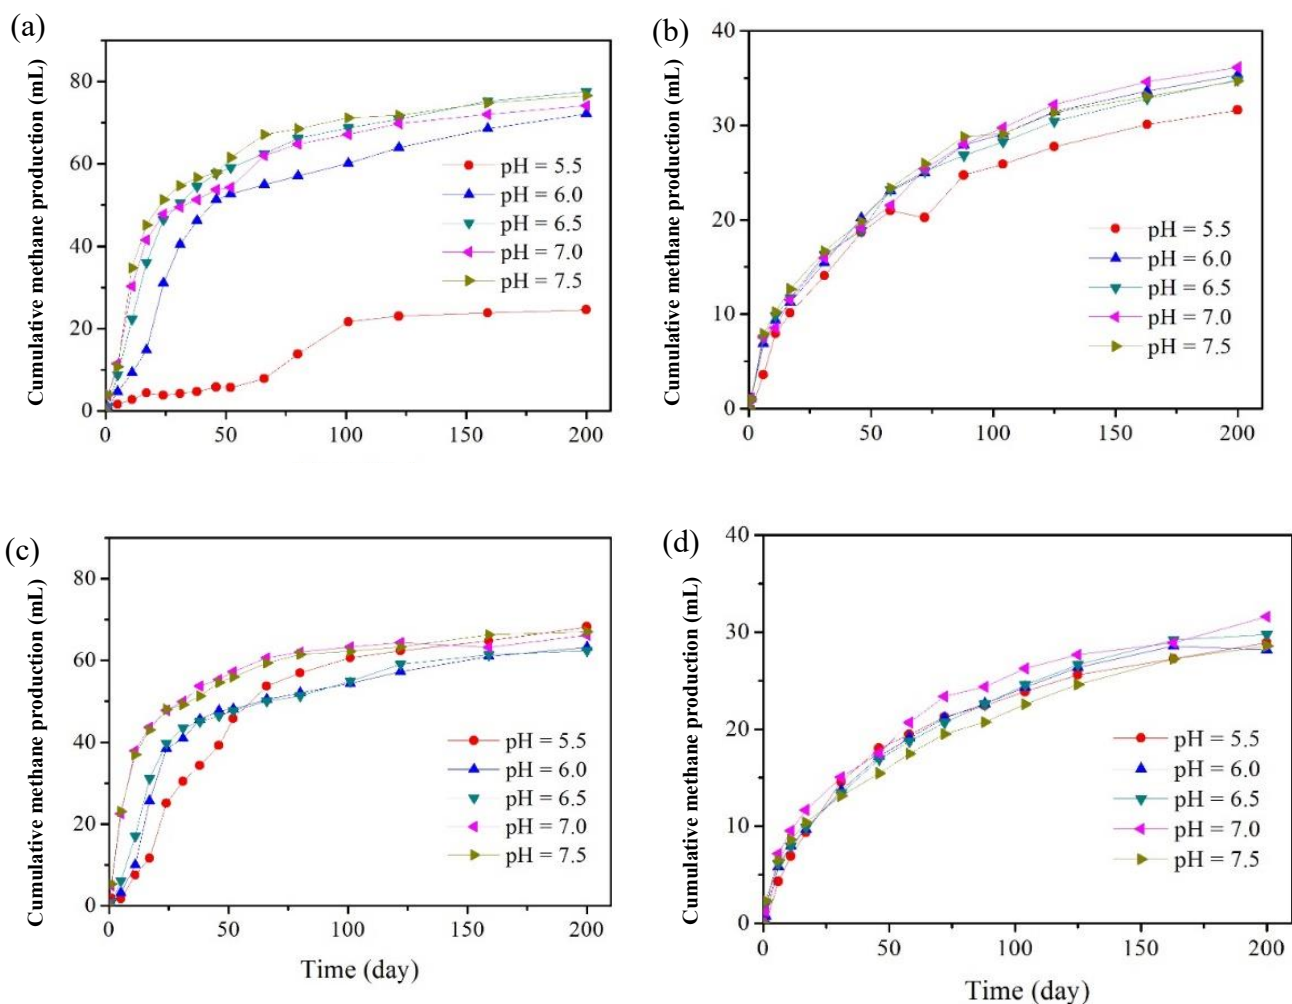 (a)
Cumulative methane production (mL)
80
60
40
20
0
0
50
100
150
200
pH = 5.5
pH = 6.0
pH = 6.5
pH = 7.0
pH = 7.5
(b)
Cumulative methane production (mL)
40
30
20
10
0
0
50
100
150
200
pH = 5.5
pH = 6.0
pH = 6.5
pH = 7.0
pH = 7.5
(c)
Cumulative methane production (mL)
80
60
40
20
0
0
50
100
150
200
pH = 5.5
pH = 6.0
pH = 6.5
pH = 7.0
pH = 7.5
Time (day)
(d)
Cumulative methane production (mL)
40
30
20
10
0
0
50
100
150
200
pH = 5.5
pH = 6.0
pH = 6.5
pH = 7.0
pH = 7.5
Time (day)